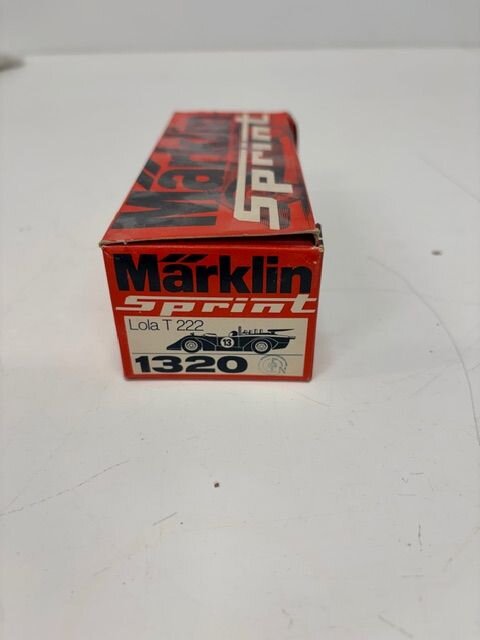 Märklin
Sprint
Märklin
Sprint
Lola T 222
13
1320